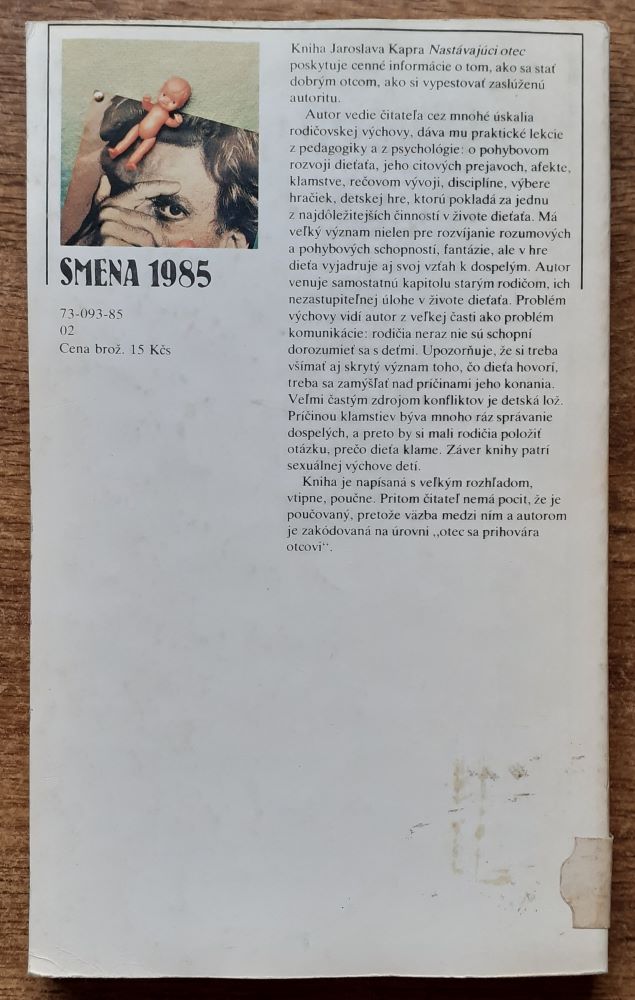 SMENA 1985
73-093-85
02
Cena brož. 15 Kčs
Kniha Jaroslava Kapra Nastávajúci otec
poskytuje cenné informácie o tom, ako sa stať
dobrým otcom, ako si vypestovať zaslúženú
autoritu.
Autor vedie čitateľa cez mnohé úskalia
rodičovskej výchovy, dáva mu praktické lekcie
z pedagogiky a z psychológie: o pohybovom
rozvoji dieťaťa, jeho citových prejavoch, afekte,
klamstve, rečovom vývoji, disciplíne, výbere
hračiek, detskej hre, ktorú pokladá za jednu
z najdôležitejších činností v živote dieťaťa. Má
veľký význam nielen pre rozvíjanie rozumových
a pohybových schopností, fantázie, ale v hre
dieťa vyjadruje aj svoj vzťah k dospelým. Autor
venuje samostatnú kapitolu starým rodičom, ich
nezastupiteľnej úlohe v živote dieťaťa. Problém
výchovy vidí autor z veľkej časti ako problém
komunikácie: rodičia neraz nie sú schopní
dorozumieť sa s deťmi. Upozorňuje, že si treba
všímať aj skrytý význam toho, čo dieťa hovorí,
treba sa zamýšľať nad príčinami jeho konania.
Veľmi častým zdrojom konfliktov je detská lož.
Príčinou klamstiev býva mnoho ráz správanie
dospelých, a preto by si mali rodičia položiť
otázku, prečo dieťa klame. Záver knihy patrí
sexuálnej výchove detí.
Kniha je napísaná s veľkým rozhľadom,
vtipne, poučne. Pritom čitateľ nemá pocit, že je
poučovaný, pretože väzba medzi ním a autorom
je zakódovaná na úrovni „otec sa prihovára
otcovi“.